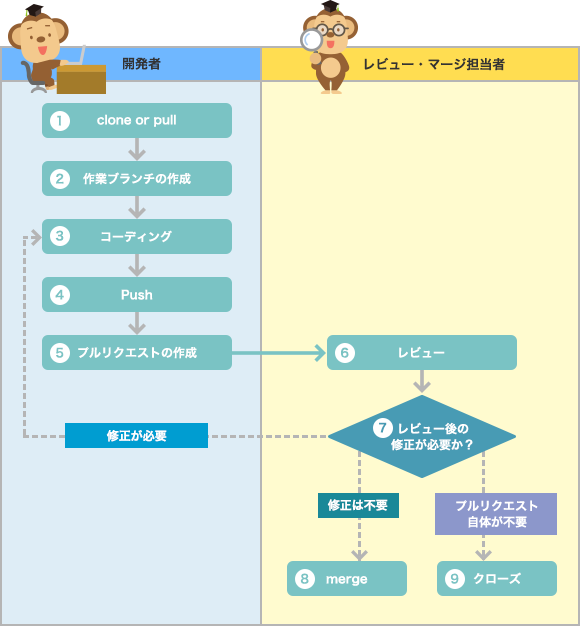 開発者
レビュー・マージ担当者
1 clone or pull
2 作業ブランチの作成
3 コーディング
4 Push
5 プルリクエストの作成
6 レビュー
7 レビュー後の
修正が必要か？
修正が必要
修正は不要
プルリクエスト
自体が不要
8 merge
9 クローズ